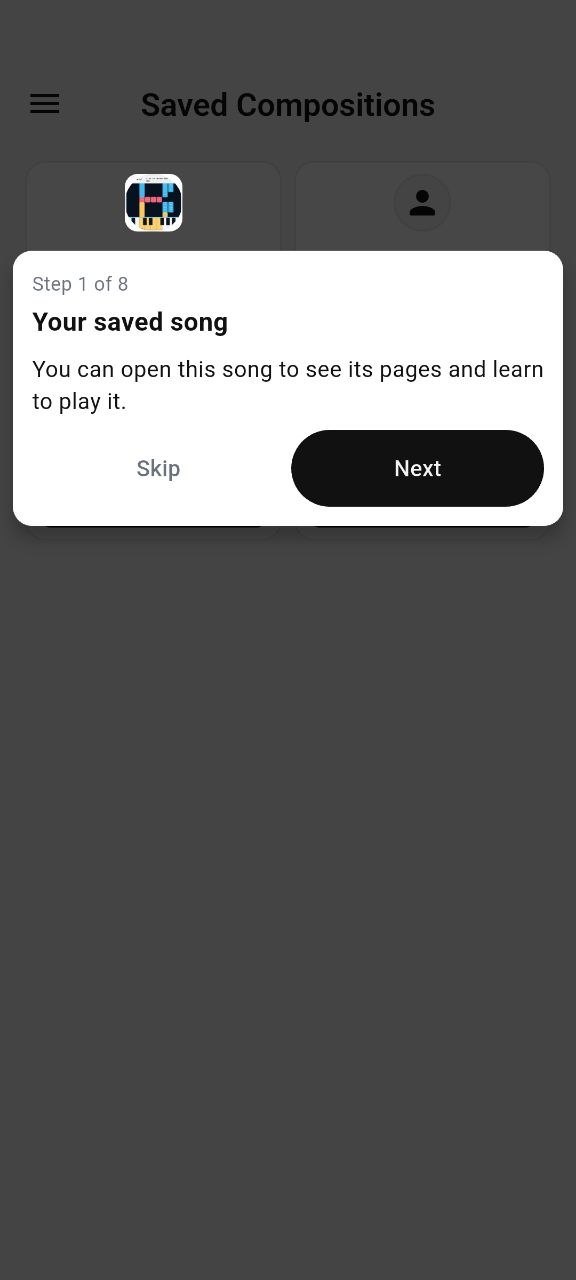 Saved Compositions
Step 1 of 8
Your saved song
You can open this song to see its pages and learn
to play it.
Skip
Next